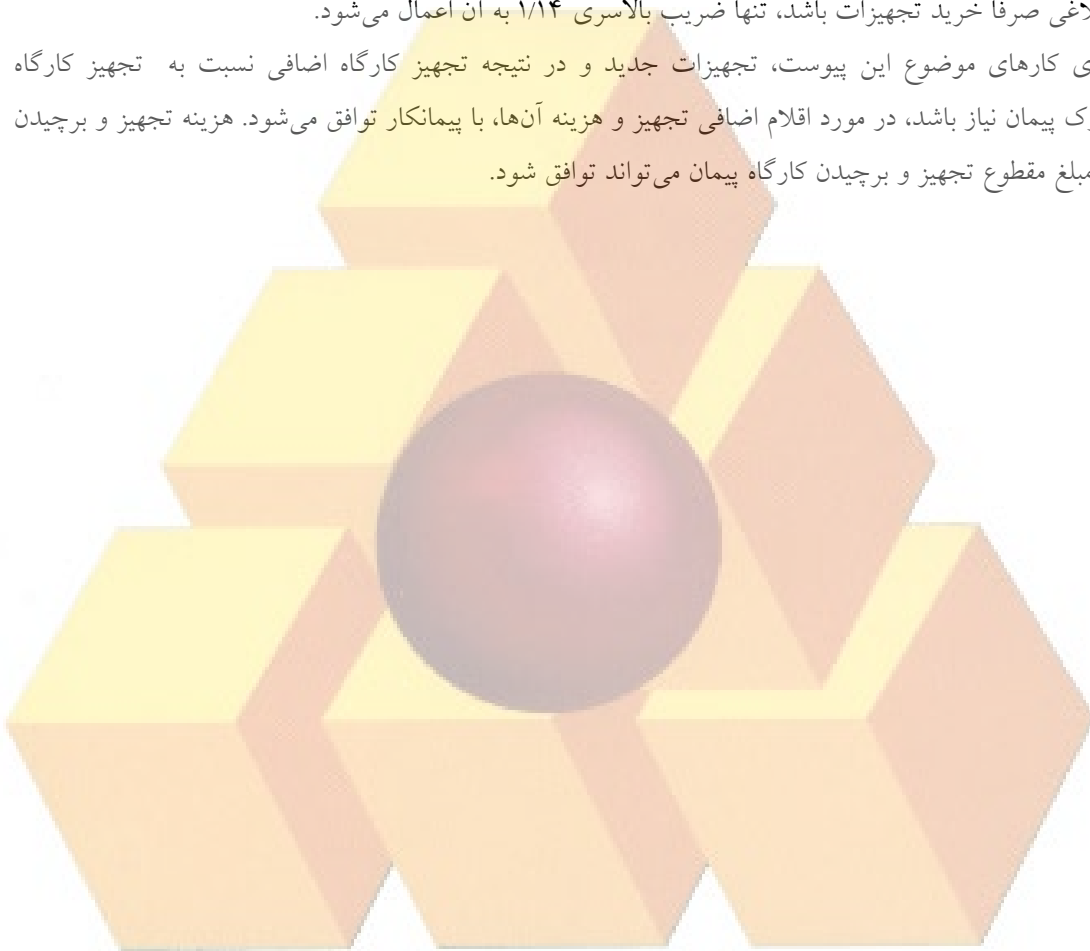 صرفا خرید تجهیزات باشد، تنها ضریب بالاسری ۱/۱۴ به آن اعمال می‌شود.
کارهای موضوع این پیوست، تجهیزات جدید و در نتیجه تجهیز کارگاه اضافی نسبت به تجهیز کارگاه
پیمان نیاز باشد، در مورد اقلام اضافی تجهیز و هزینه آن‌ها، با پیمانکار توافق می‌شود. هزینه تجهیز و برچیدن
مبلغ مقطوع تجهیز و برچیدن کارگاه پیمان می‌تواند توافق شود.